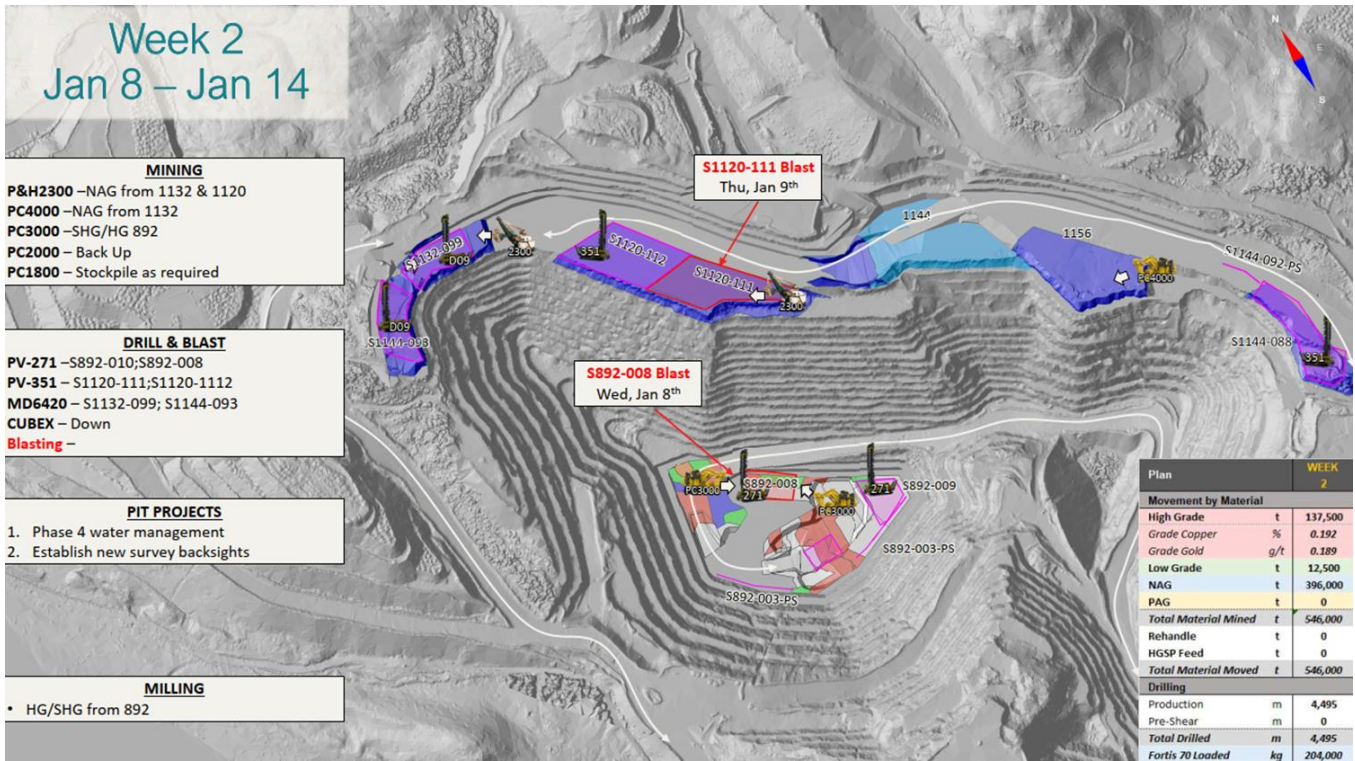 Week 2
Jan 8 – Jan 14
N
E
S
MINING
P&H2300 –NAG from 1132 & 1120
PC4000 –NAG from 1132
PC3000 –SHG/HG 892
PC2000 – Back Up
PC1800 – Stockpile as required
DRILL & BLAST
PV-271 –S892-010;S892-008
PV-351 – S1120-111;S1120-1112
MD6420 – S1132-099; S1144-093
CUBEX – Down
Blasting –
PIT PROJECTS
1. Phase 4 water management
2. Establish new survey backsights
MILLING
• HG/SHG from 892
S1120-111 Blast
Thu, Jan 9th
S1132-099
D09
2300
351
S1120-112
S1120-111
2300
1144
1156
PC4000
S1144-092-PS
D09
S1144-093
S1144-088
351
S892-008 Blast
Wed, Jan 8th
PC3000
S892-008
271
PC3000
271
S892-009
S892-003-PS
S892-003-PS
Plan WEEK 2
Movement by Material
High Grade t 137,500
Grade Copper % 0.192
Grade Gold g/t 0.189
Low Grade t 12,500
NAG t 396,000
PAG t 0
Total Material Mined t 546,000
Rehandle t 0
HGSP Feed t 0
Total Material Moved t 546,000
Drilling
Production m 4,495
Pre-Shear m 0
Total Drilled m 4,495
Fortis 70 Loaded kg 204,000